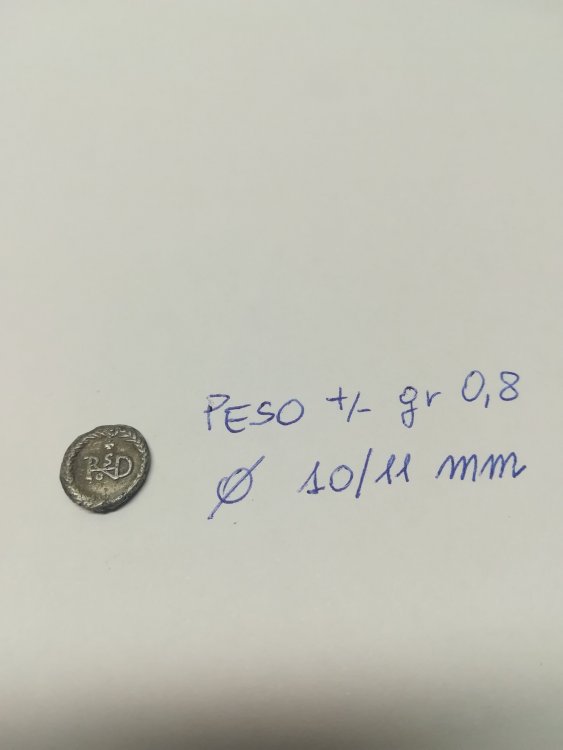 PESO +/- gr 0,8
Ø 10/11 mm